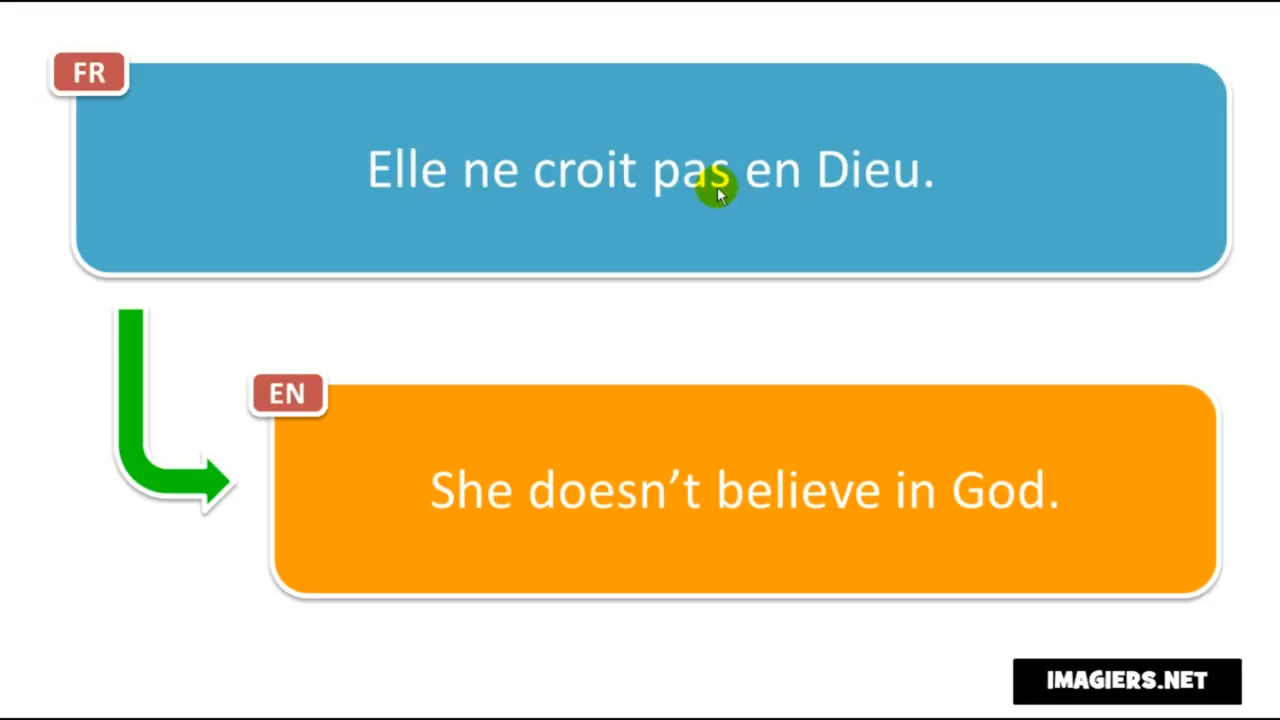 FR
Elle ne croit pas en Dieu.
EN
She doesn’t believe in God.
IMAGIERS.NET